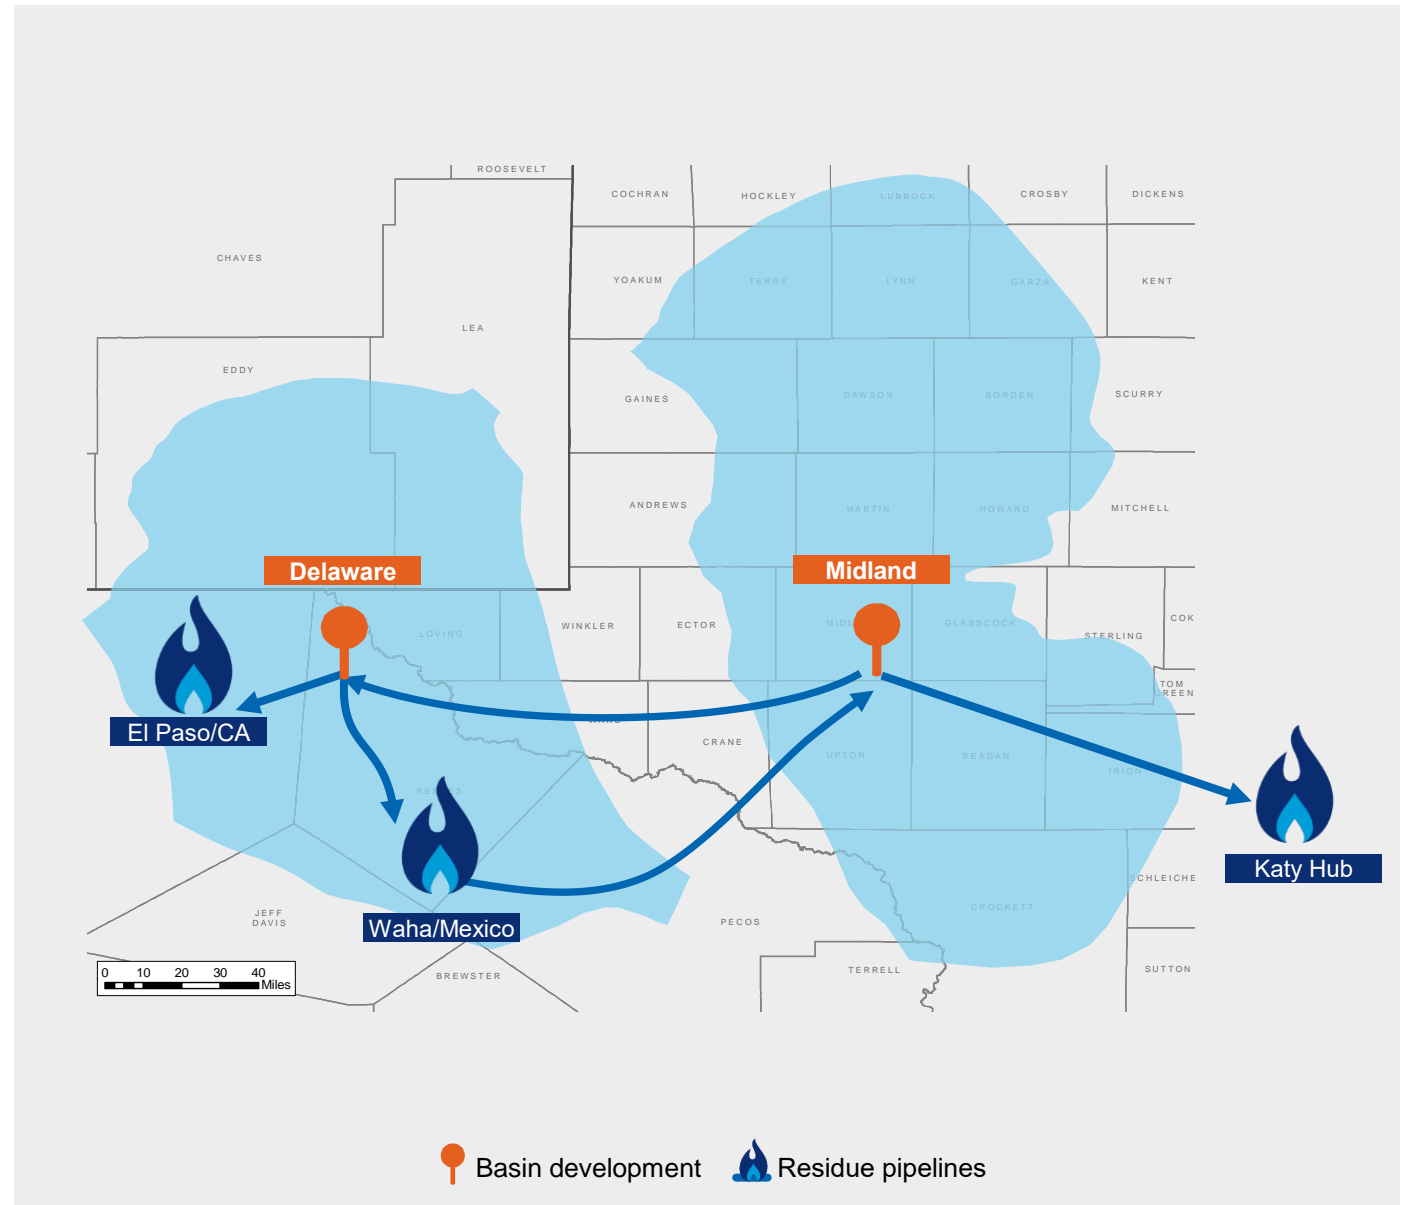 ROOSEVELT
COCHRAN
HOCKLEY
LUBBOCK
CROSBY
DICKENS
CHAVES
YOAKUM
TERRY
LYNN
GARZA
KENT
LEA
EDDY
GAINES
DAWSON
BORDEN
SCURRY
ANDREWS
MARTIN
HOWARD
MITCHELL
Delaware
Midland
LOVING
WINKLER
ECTOR
GLASSCOCK
STERLING
COK
TOM
GREEN
El Paso/CA
CRANE
UPTON
REAGAN
IRION
Katy Hub
SCHLEICHE
JEFF
DAVIS
Waha/Mexico
PECOS
CROCKETT
BREWSTER
TERRELL
SUTTON
0 10 20 30 40
Miles
Basin development
Residue pipelines